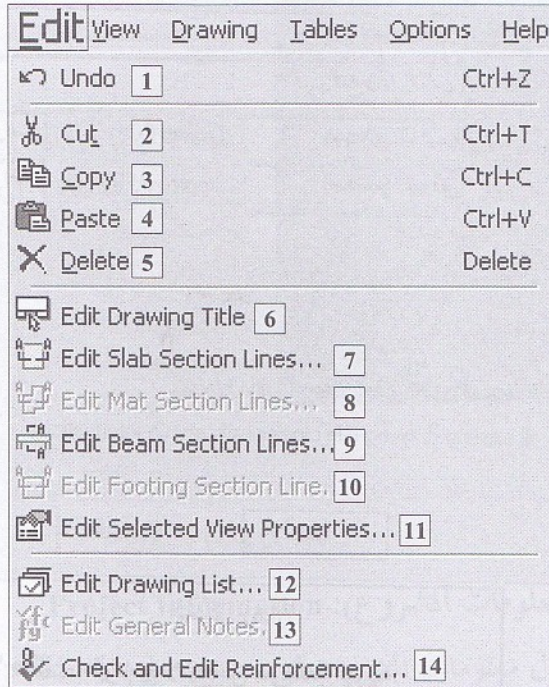 Edit View Drawing Tables Options Help
Undo 1 Ctrl+Z
Cut 2 Ctrl+T
Copy 3 Ctrl+C
Paste 4 Ctrl+V
Delete 5 Delete
Edit Drawing Title 6
Edit Slab Section Lines... 7
Edit Mat Section Lines... 8
Edit Beam Section Lines... 9
Edit Footing Section Line. 10
Edit Selected View Properties... 11
Edit Drawing List... 12
Edit General Notes. 13
Check and Edit Reinforcement... 14